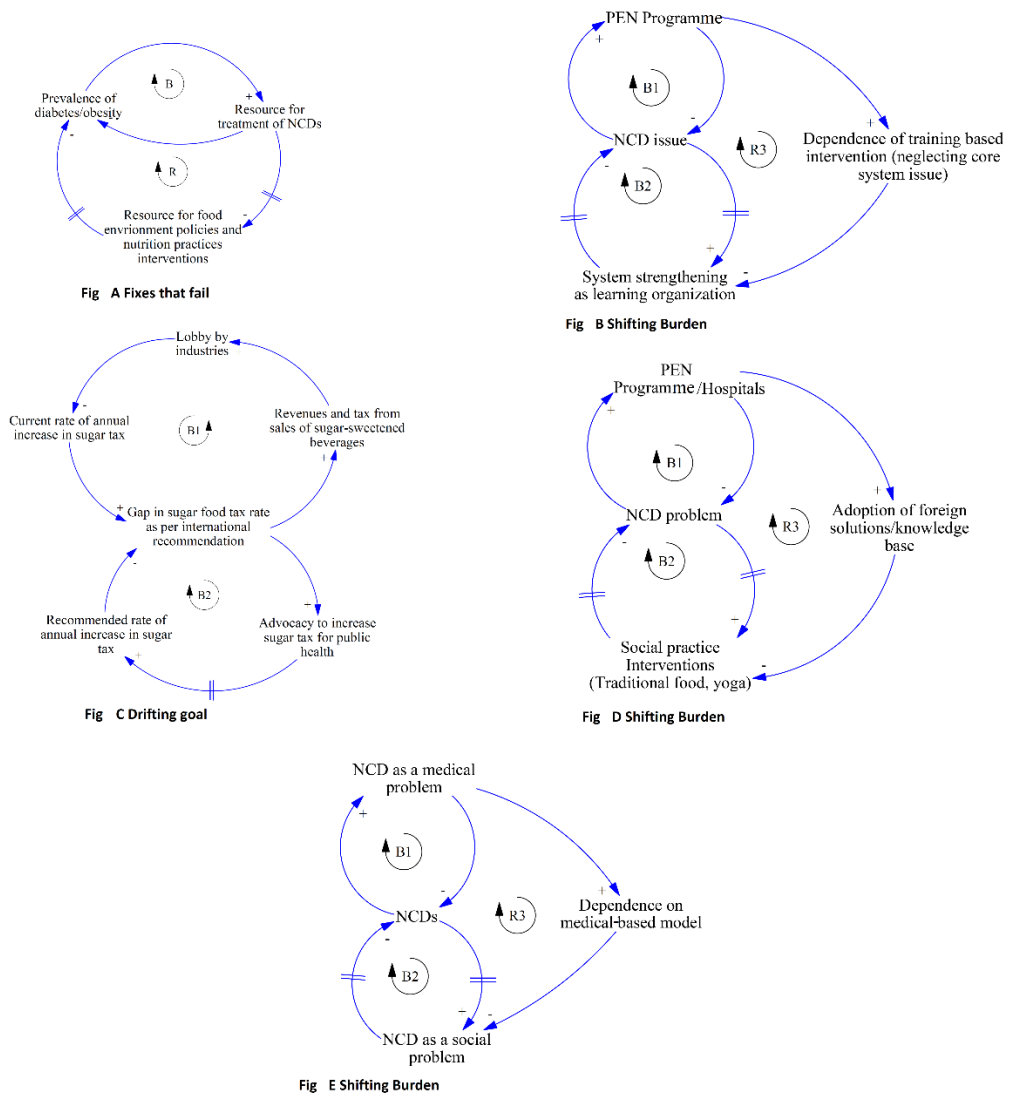 B
Prevalence of
diabetes/obesity
+
Resource for
treatment of NCDs
-
R
-
Resource for food
envrionment policies and
nutrition practices
interventions
Fig A Fixes that fail
PEN Programme
+
B1
-
NCD issue
R3
+
Dependence of training based
intervention (neglecting core
system issue)
-
B2
+
-
System strengthening
as learning organization
Fig B Shifting Burden
Lobby by
industries
-
Current rate of annual
increase in sugar tax
B1
Revenues and tax from
sales of sugar-sweetened
beverages
+
+
Gap in sugar food tax rate
as per international
recommendation
-
B2
Recommended rate of
annual increase in sugar
tax
+
+
Advocacy to increase
sugar tax for public
health
Fig C Drifting goal
PEN
Programme/Hospitals
+
B1
-
NCD problem
R3
+
Adoption of foreign
solutions/knowledge
base
-
B2
+
-
Social practice
Interventions
(Traditional food, yoga)
Fig D Shifting Burden
NCD as a medical
problem
+
B1
-
NCDs
R3
+
Dependence on
medical-based model
-
B2
+
-
NCD as a social
problem
Fig E Shifting Burden